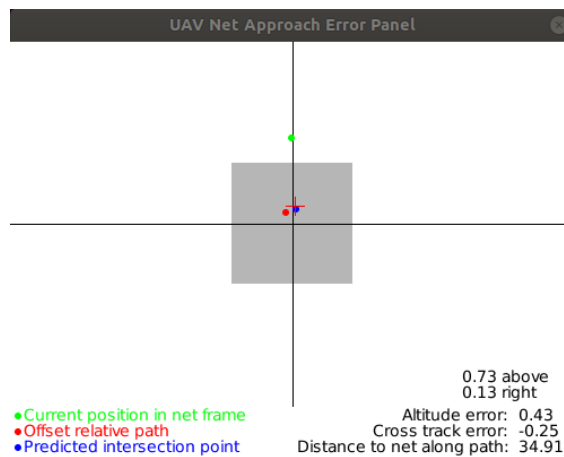 UAV Net Approach Error Panel
0.73 above
0.13 right
Current position in net frame
Altitude error: 0.43
Offset relative path
Cross track error: -0.25
Predicted intersection point
Distance to net along path: 34.91